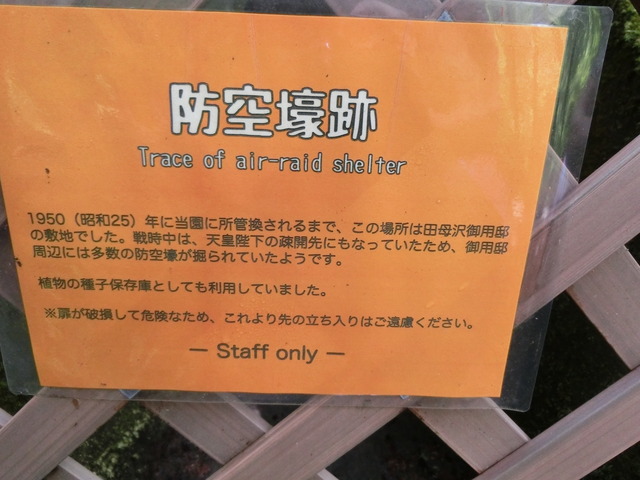 防空壕跡
Trace of air-raid shelter
1950（昭和25）年に当園に所管換されるまで、この場所は田母沢御用邸
の敷地でした。戦時中は、天皇陛下の疎開先にもなっていたため、御用邸
周辺には多数の防空壕が掘られていたようです。
植物の種子保存庫としても利用していました。
※扉が破損して危険なため、これより先の立ち入りはご遠慮ください。
― Staff only ―